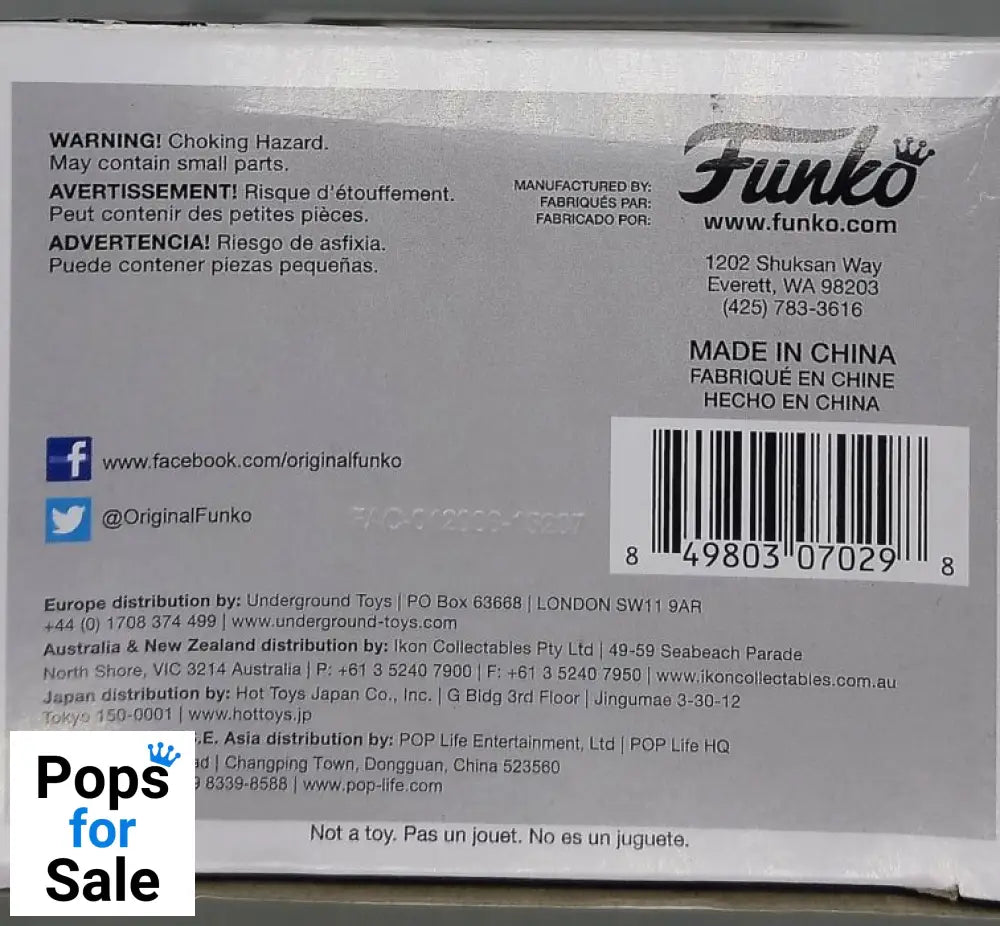 WARNING! Choking Hazard.
May contain small parts.
AVERTISSEMENT! Risque d'étouffement.
Peut contenir des petites pièces.
ADVERTENCIA! Riesgo de asfixia.
Puede contener piezas pequeñas.
MANUFACTURED BY:
FABRIQUÉS PAR:
FABRICADO POR:
Funko
www.funko.com
1202 Shuksan Way
Everett, WA 98203
(425) 783-3616
MADE IN CHINA
FABRIQUÉ EN CHINE
HECHO EN CHINA
f www.facebook.com/originalfunko
@OriginalFunko
8 49803 07029 8
Europe distribution by: Underground Toys | PO Box 63668 | LONDON SW11 9AR
+44 (0) 1708 374 499 | www.underground-toys.com
Australia & New Zealand distribution by: Ikon Collectables Pty Ltd | 49-59 Seabeach Parade
North Shore, VIC 3214 Australia | P: +61 3 5240 7900 | F: +61 3 5240 7950 | www.ikoncollectables.com.au
Japan distribution by: Hot Toys Japan Co., Inc. | G Bldg 3rd Floor | Jingumae 3-30-12
Tokyo 150-0001 | www.hottoys.jp
.E. Asia distribution by: POP Life Entertainment, Ltd | POP Life HQ
| Changping Town, Dongguan, China 523560
8339-8588 | www.pop-life.com
Not a toy. Pas un jouet. No es un juguete.
Pops
for
Sale